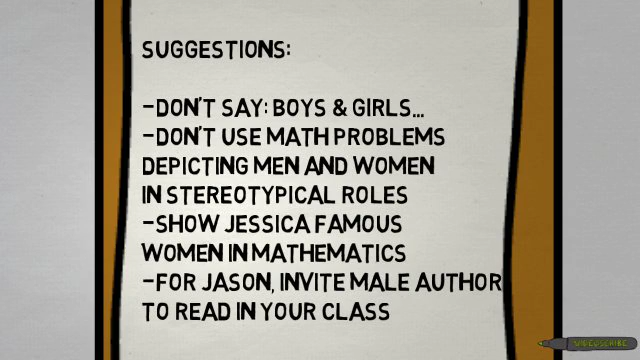 SUGGESTIONS:
-DON'T SAY: BOYS & GIRLS...
-DON'T USE MATH PROBLEMS
DEPICTING MEN AND WOMEN
IN STEREOTYPICAL ROLES
-SHOW JESSICA FAMOUS
WOMEN IN MATHEMATICS
-FOR JASON, INVITE MALE AUTHOR
TO READ IN YOUR CLASS
VIDEOSCRIBE